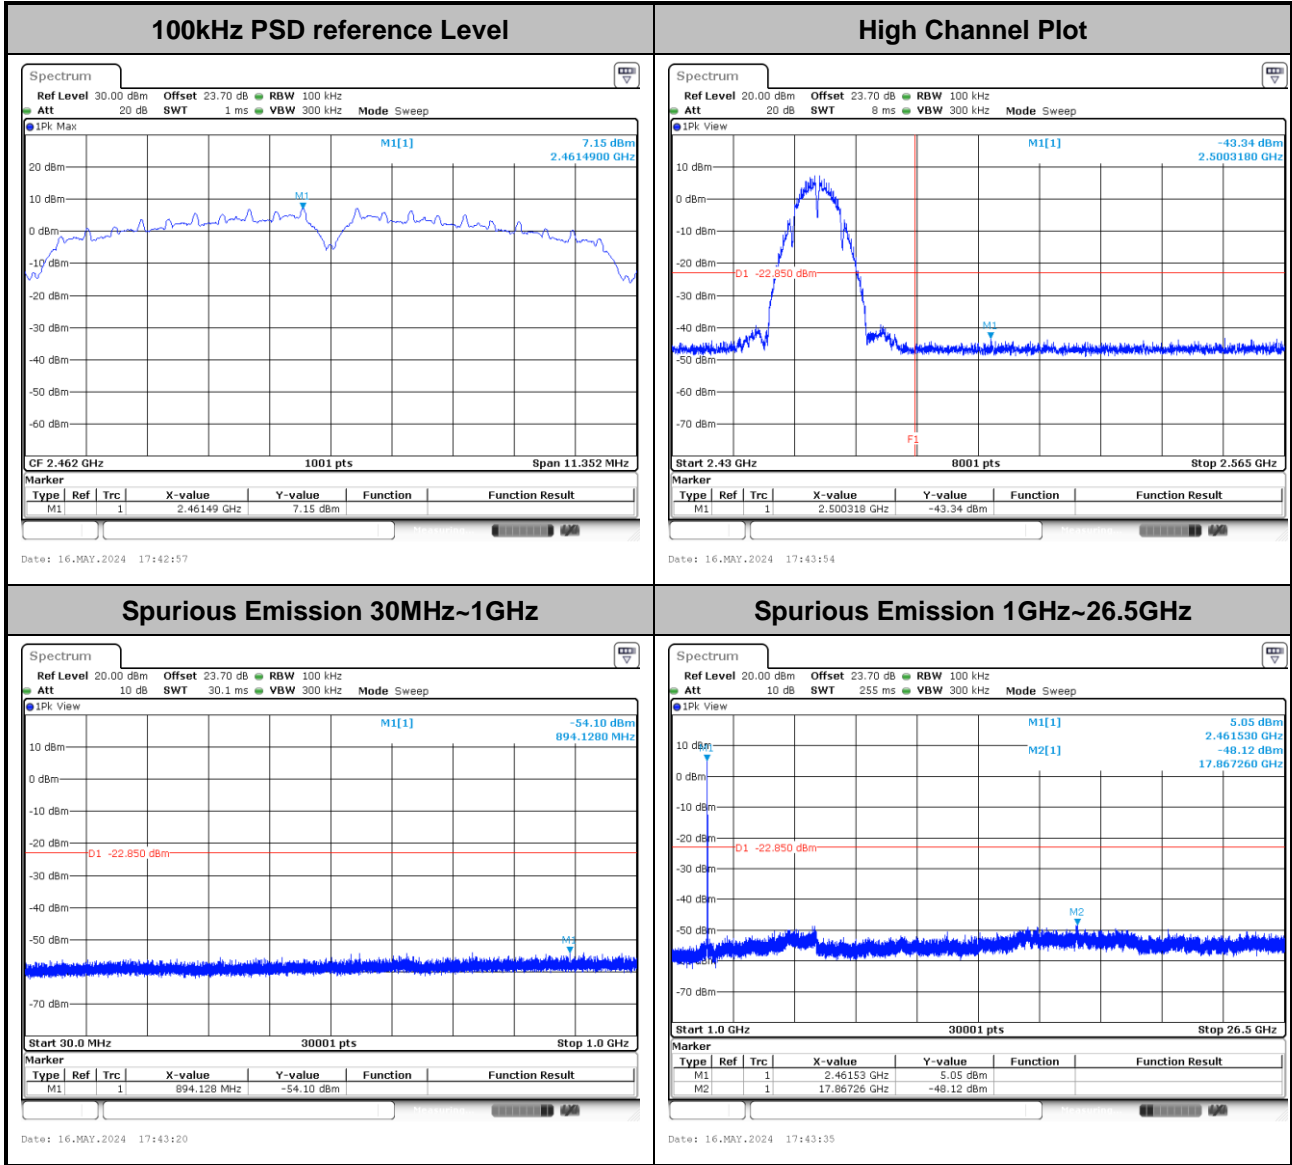 100kHz PSD reference Level
High Channel Plot
Spectrum
Ref Level 30.00 dBm Offset 23.70 dB RBW 100 kHz
Att 20 dB SWT 1 ms VBW 300 kHz Mode Sweep
1Pk Max
M1[1] 7.15 dBm
2.4614900 GHz
20 dBm
10 dBm
M1
0 dBm
-10 dBm
-20 dBm
-30 dBm
-40 dBm
-50 dBm
-60 dBm
CF 2.462 GHz 1001 pts Span 11.352 MHz
Marker
Type Ref Trc X-value Y-value Function Function Result
M1 1 2.46149 GHz 7.15 dBm
Date: 16.MAY.2024 17:42:57
Spectrum
Ref Level 20.00 dBm Offset 23.70 dB RBW 100 kHz
Att 20 dB SWT 8 ms VBW 300 kHz Mode Sweep
1Pk View
M1[1] -43.34 dBm
2.5003180 GHz
10 dBm
0 dBm
-10 dBm
-20 dBm
D1 -22.850 dBm
-30 dBm
-40 dBm
M1
-50 dBm
-60 dBm
-70 dBm
F1
Start 2.43 GHz 8001 pts Stop 2.565 GHz
Marker
Type Ref Trc X-value Y-value Function Function Result
M1 1 2.500318 GHz -43.34 dBm
Date: 16.MAY.2024 17:43:54
Spurious Emission 30MHz~1GHz
Spurious Emission 1GHz~26.5GHz
Spectrum
Ref Level 20.00 dBm Offset 23.70 dB RBW 100 kHz
Att 10 dB SWT 30.1 ms VBW 300 kHz Mode Sweep
1Pk View
M1[1] -54.10 dBm
894.1280 MHz
10 dBm
0 dBm
-10 dBm
-20 dBm
D1 -22.850 dBm
-30 dBm
-40 dBm
-50 dBm
M1
-70 dBm
Start 30.0 MHz 30001 pts Stop 1.0 GHz
Marker
Type Ref Trc X-value Y-value Function Function Result
M1 1 894.128 MHz -54.10 dBm
Date: 16.MAY.2024 17:43:20
Spectrum
Ref Level 20.00 dBm Offset 23.70 dB RBW 100 kHz
Att 10 dB SWT 255 ms VBW 300 kHz Mode Sweep
1Pk View
M1[1] 5.05 dBm
2.461530 GHz
M2[1] -48.12 dBm
17.867260 GHz
10 dBm
M1
0 dBm
-10 dBm
-20 dBm
D1 -22.850 dBm
-30 dBm
-40 dBm
M2
-50 dBm
-70 dBm
Start 1.0 GHz 30001 pts Stop 26.5 GHz
Marker
Type Ref Trc X-value Y-value Function Function Result
M1 1 2.46153 GHz 5.05 dBm
M2 1 17.86726 GHz -48.12 dBm
Date: 16.MAY.2024 17:43:35